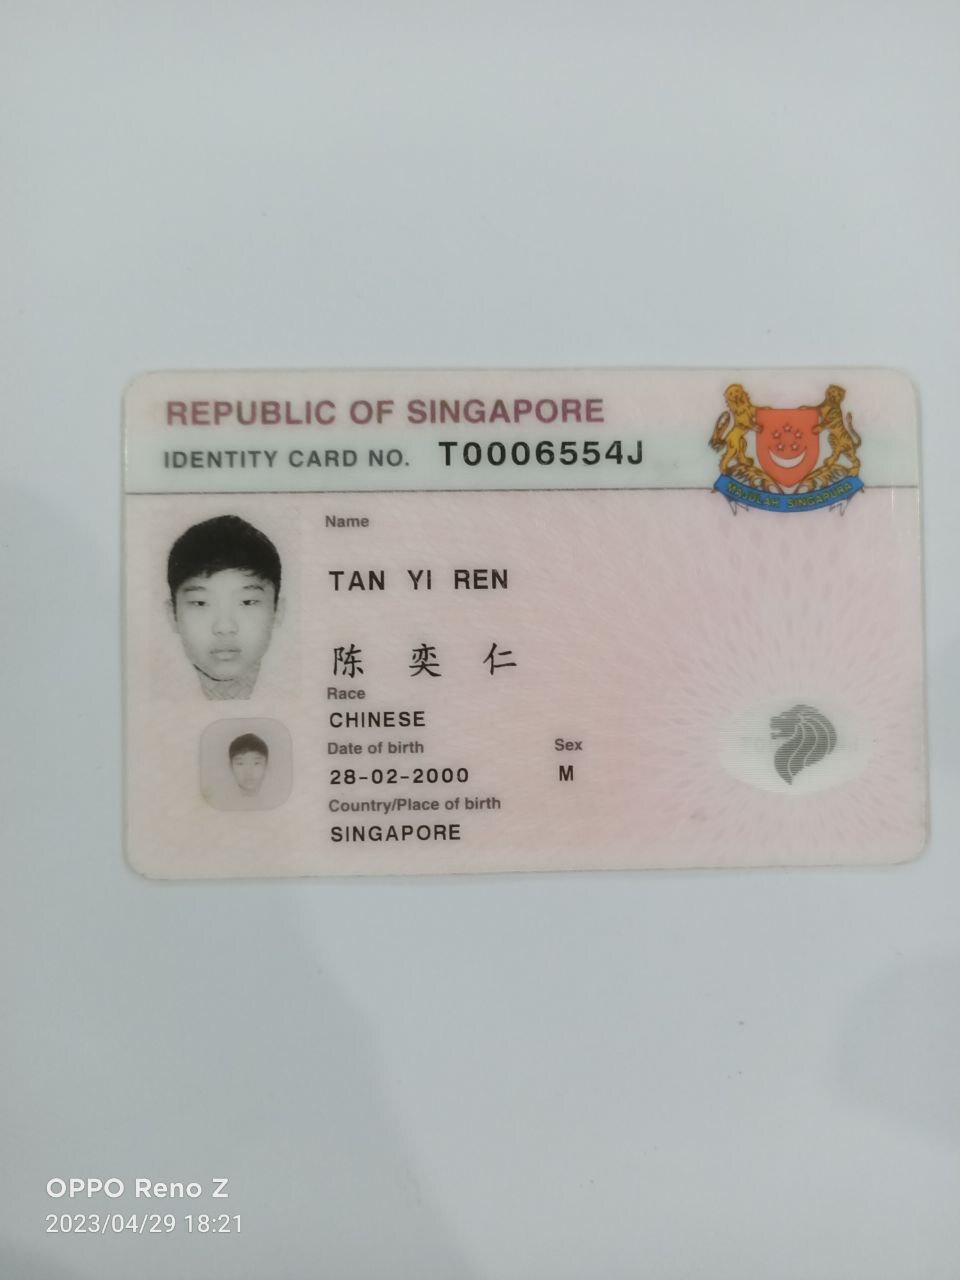 REPUBLIC OF SINGAPORE
IDENTITY CARD NO. T0006554J
MAJULAH SINGAPURA
Name
TAN YI REN
陈 奕 仁
Race
CHINESE
Date of birth Sex
28-02-2000 M
Country/Place of birth
SINGAPORE
OPPO Reno Z
2023/04/29 18:21